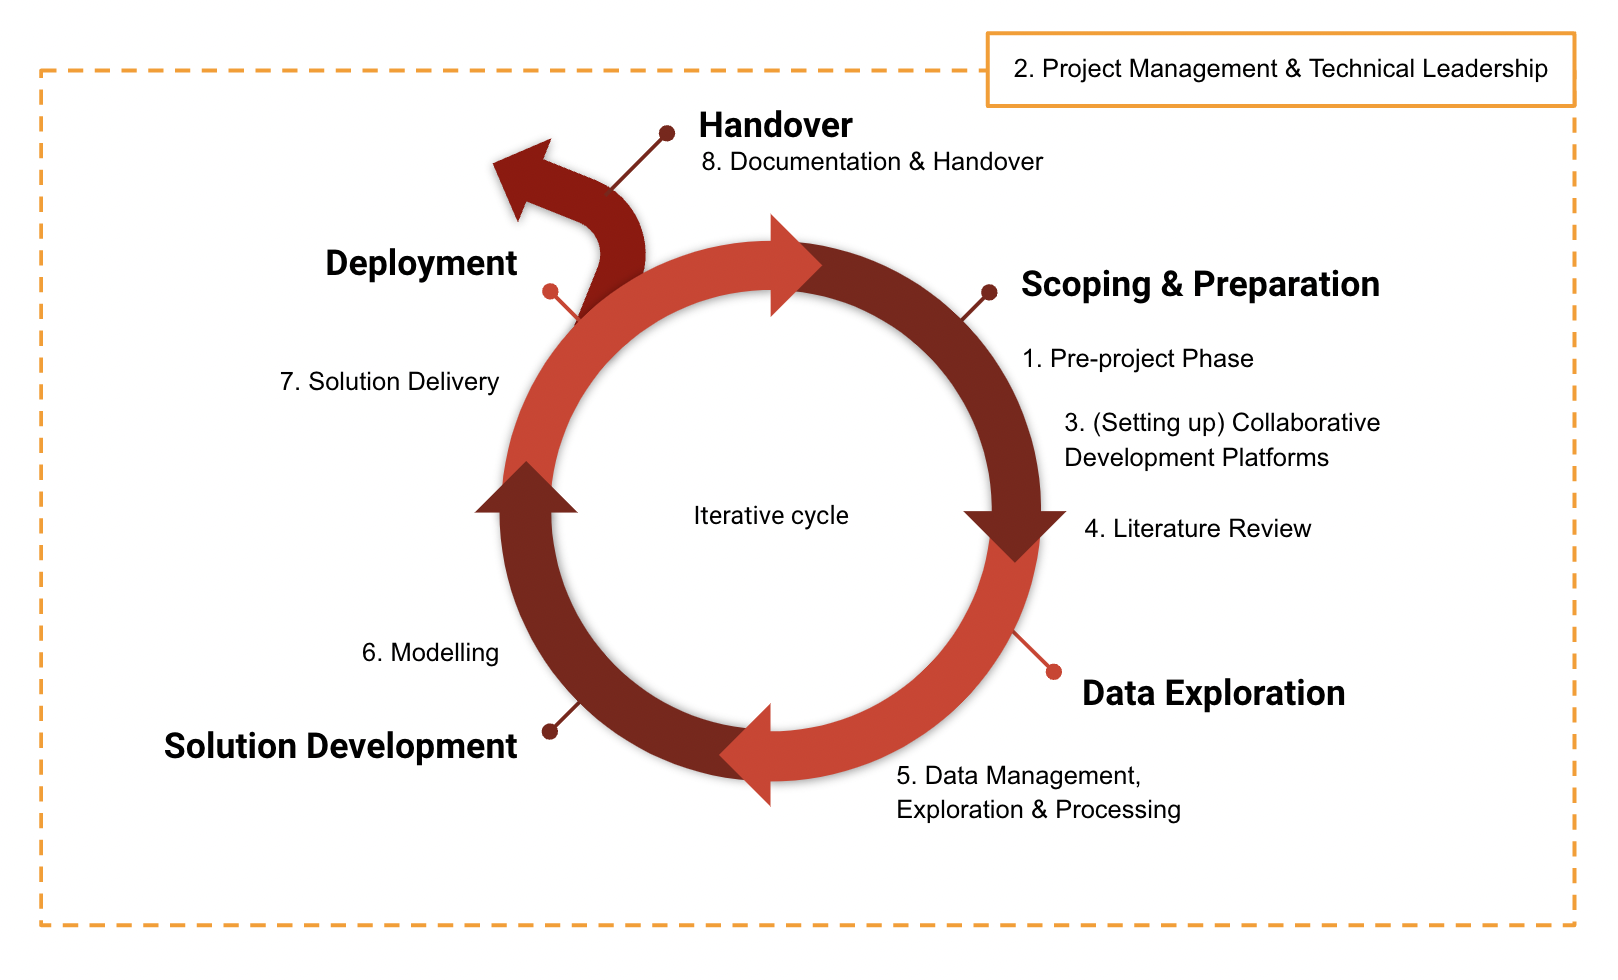 2. Project Management & Technical Leadership
Handover
8. Documentation & Handover
Deployment
7. Solution Delivery
Scoping & Preparation
1. Pre-project Phase
3. (Setting up) Collaborative
Development Platforms
4. Literature Review
Iterative cycle
6. Modelling
Solution Development
Data Exploration
5. Data Management,
Exploration & Processing